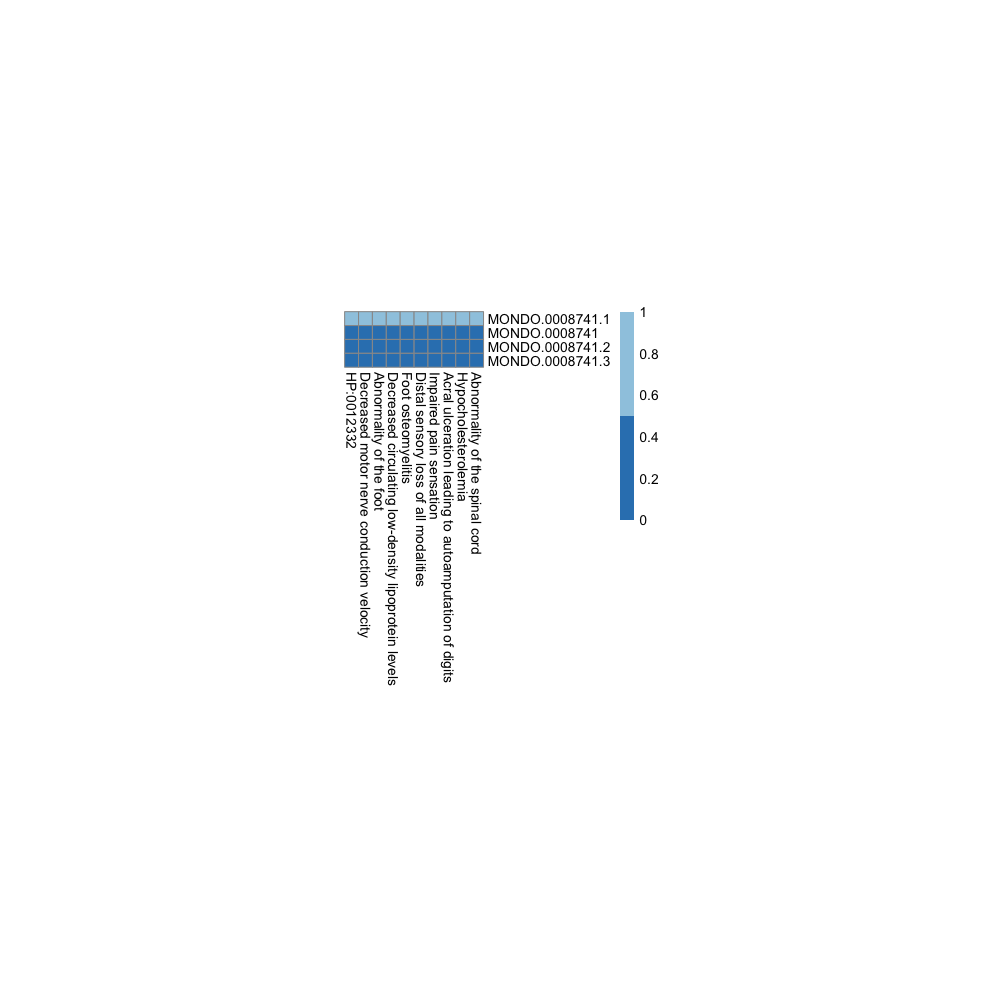 MONDO.0008741.1
MONDO.0008741
MONDO.0008741.2
MONDO.0008741.3
1
0.8
0.6
0.4
0.2
0
HP:0012332
Decreased motor nerve conduction velocity
Abnormality of the foot
Decreased circulating low-density lipoprotein levels
Foot osteomyelitis
Distal sensory loss of all modalities
Impaired pain sensation
Acral ulceration leading to autoamputation of digits
Hypocholesterolemia
Abnormality of the spinal cord